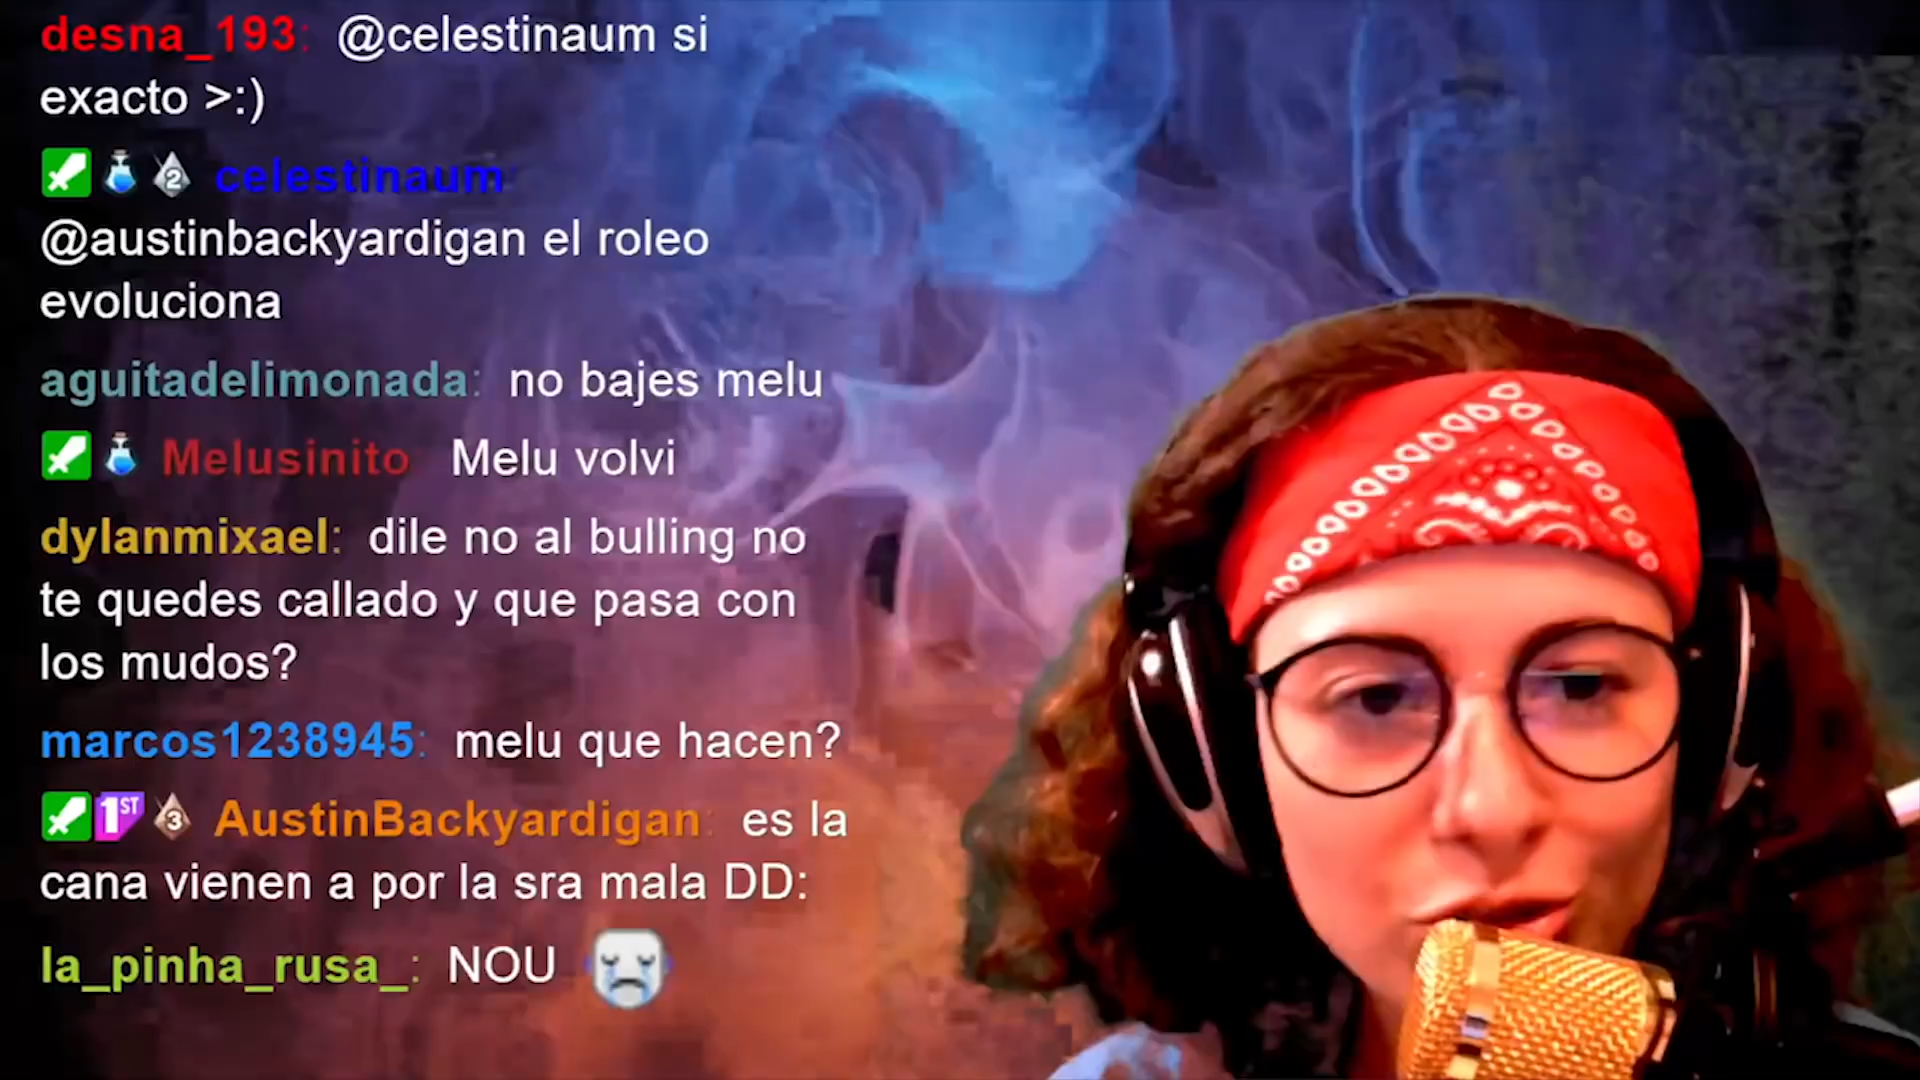 desna_193: @celestinaum si
exacto >:)
2 celestinaum:
@austinbackyardigan el roleo
evoluciona
aguitadelimonada: no bajes melu
Melusinito: Melu volvi
dylanmixael: dile no al bulling no
te quedes callado y que pasa con
los mudos?
marcos1238945: melu que hacen?
1ST 3 AustinBackyardigan: es la
cana vienen a por la sra mala DD:
la_pinha_rusa_: NOU